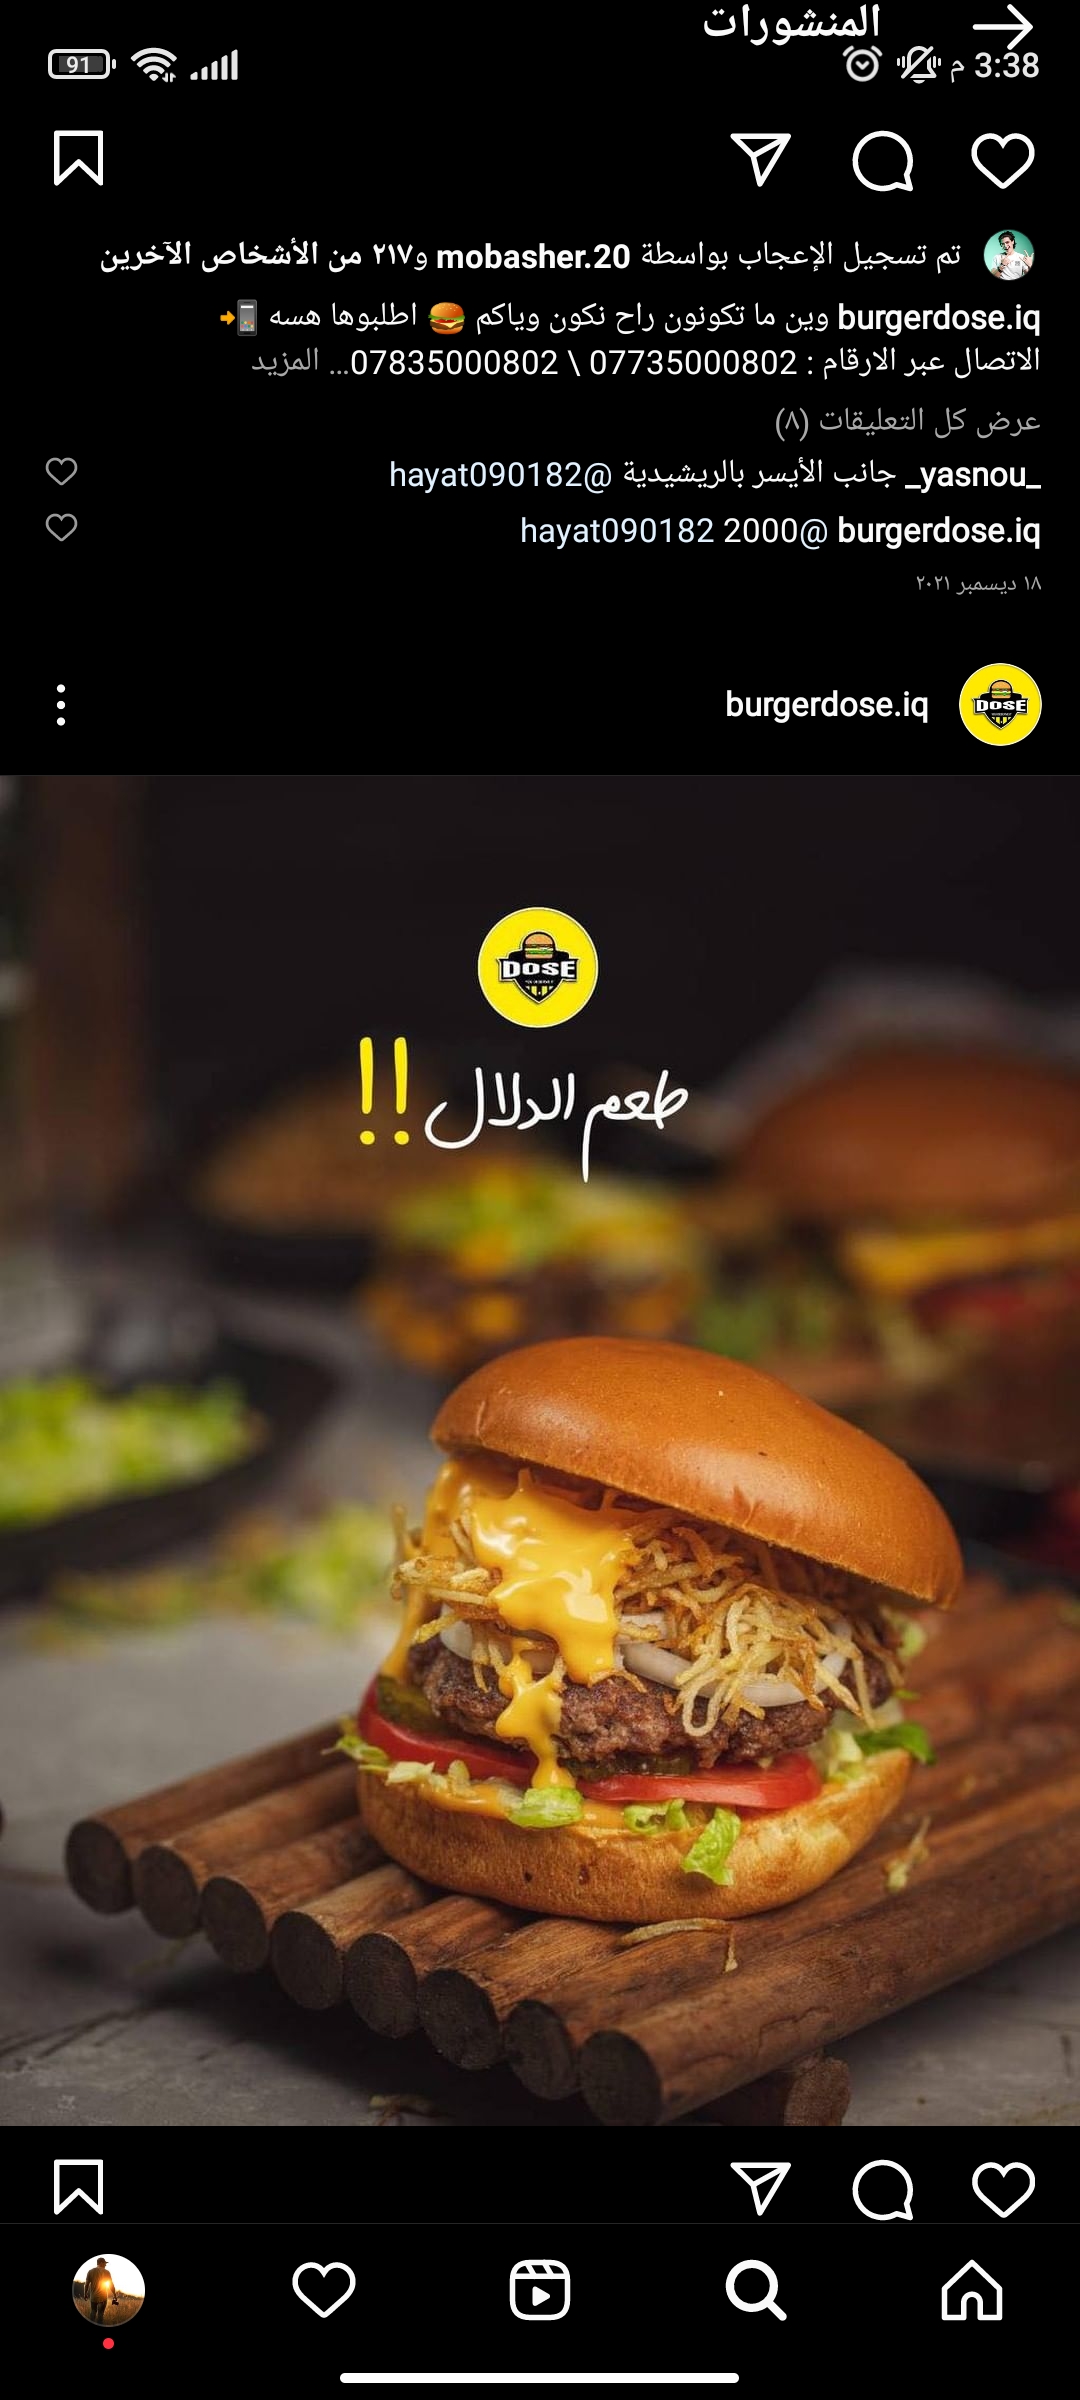 المنشورات
91
3:38 م
تم تسجيل الإعجاب بواسطة mobasher.20 و٢١٧ من الأشخاص الآخرين
burgerdose.iq وين ما تكونون راح نكون وياكم 🍔 اطلبوها هسه 📲
الاتصال عبر الارقام : 07735000802 \ 07835000802... المزيد
عرض كل التعليقات (٨)
_yasnou_ جانب الأيسر بالريشيدية @hayat090182
burgerdose.iq @hayat090182 2000
١٨ ديسمبر ٢٠٢١
burgerdose.iq
DOSE
DOSE
طعم الدلال !!